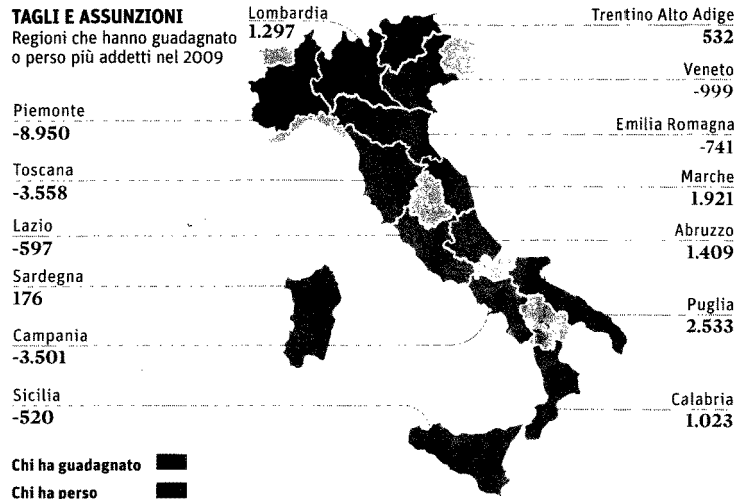 TAGLI E ASSUNZIONI
Regioni che hanno guadagnato
o perso più addetti nel 2009
Lombardia
1.297
Trentino Alto Adige
532
Veneto
-999
Piemonte
-8.950
Emilia Romagna
-741
Toscana
-3.558
Marche
1.921
Lazio
-597
Abruzzo
1.409
Sardegna
176
Puglia
2.533
Campania
-3.501
Sicilia
-520
Calabria
1.023
Chi ha guadagnato
Chi ha perso